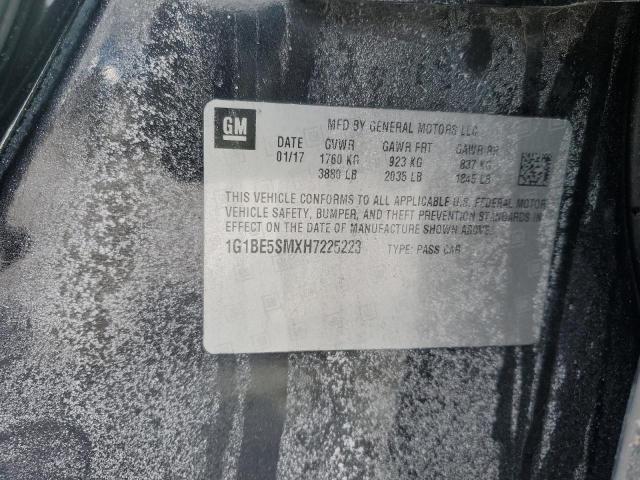 GM
MFD BY GENERAL MOTORS LLC
DATE GVWR GAWR FRT GAWR RR
01/17 1760 KG 923 KG 837 KG
3880 LB 2035 LB 1845 LB
THIS VEHICLE CONFORMS TO ALL APPLICABLE U.S. FEDERAL MOTOR
VEHICLE SAFETY, BUMPER, AND THEFT PREVENTION STANDARDS IN
EFFECT ON THE DATE OF MANUFACTURE SHOWN ABOVE.
1G1BE5SMXH7225223 TYPE: PASS CAR